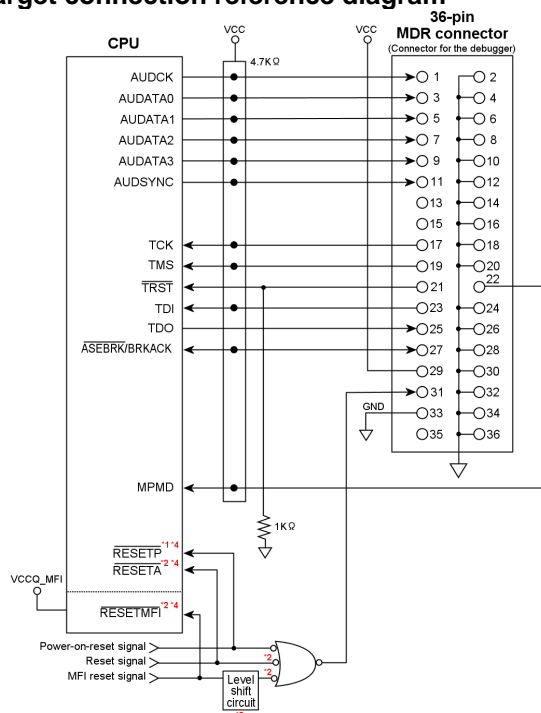 target connection reference diagram
36-pin
MDR connector
(Connector for the debugger)
CPU
VCC
VCC
4.7KΩ
AUDCK 1 2
AUDATA0 3 4
AUDATA1 5 6
AUDATA2 7 8
AUDATA3 9 10
AUDSYNC 11 12
13 14
15 16
TCK 17 18
TMS 19 20
TRST 21 22
TDI 23 24
TDO 25 26
ASEBRK/BRKACK 27 28
29 30
31 32
GND 33 34
35 36
MPMD
1KΩ
RESETP *1 *4
RESETA *2 *4
VCCQ_MFI
RESETMFI *2 *4
Power-on-reset signal
Reset signal *2
MFI reset signal *2
Level
shift
circuit